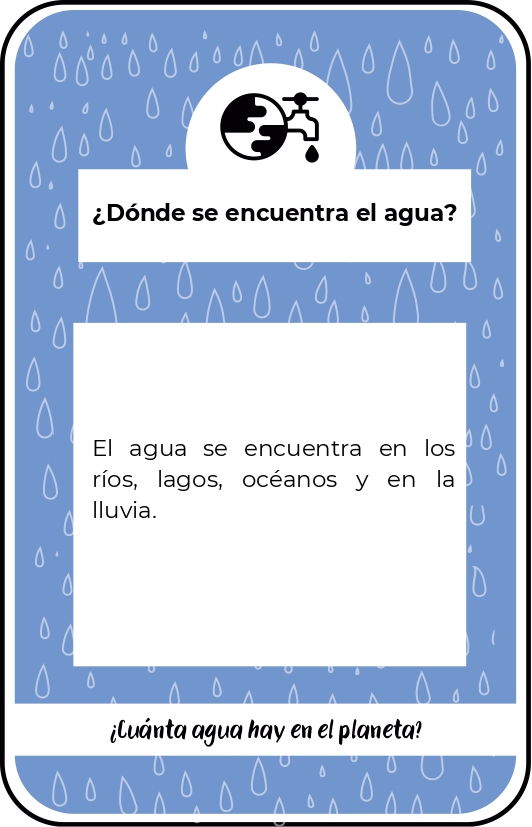 ¿Dónde se encuentra el agua?
El agua se encuentra en los
ríos, lagos, océanos y en la
lluvia.
¿Cuánta agua hay en el planeta?